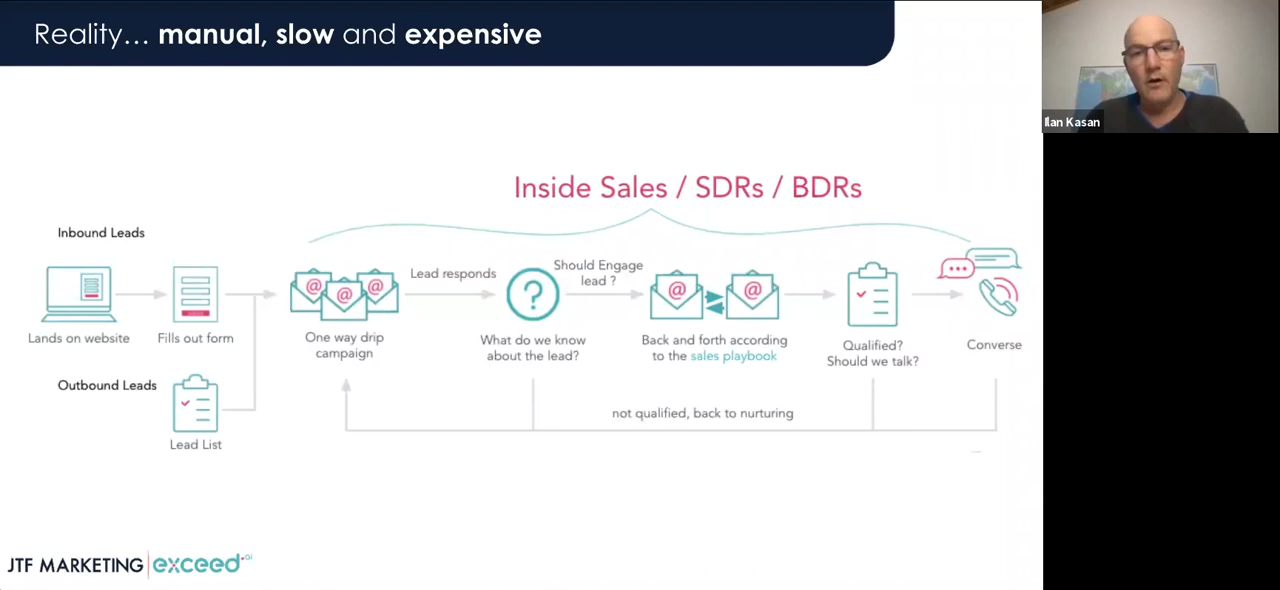 Reality... manual, slow and expensive
Ilan Kasan
Inside Sales / SDRs / BDRs
Inbound Leads
Lands on website
Fills out form
Outbound Leads
Lead List
One way drip
campaign
Lead responds
What do we know
about the lead?
Should Engage
lead ?
Back and forth according
to the sales playbook
Qualified?
Should we talk?
Converse
not qualified, back to nurturing
JTF MARKETING
exceed.ai